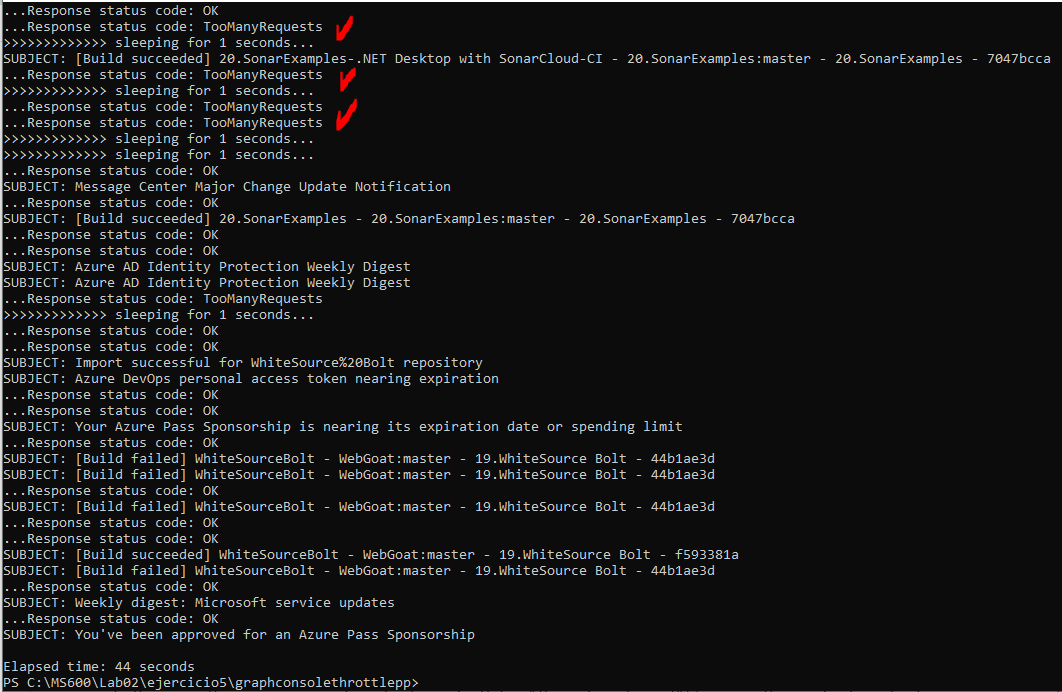 ...Response status code: OK
...Response status code: TooManyRequests
>>>>>>>>>>>>> sleeping for 1 seconds...
SUBJECT: [Build succeeded] 20.SonarExamples-.NET Desktop with SonarCloud-CI - 20.SonarExamples:master - 20.SonarExamples - 7047bcca
...Response status code: TooManyRequests
>>>>>>>>>>>>> sleeping for 1 seconds...
...Response status code: TooManyRequests
...Response status code: TooManyRequests
>>>>>>>>>>>>> sleeping for 1 seconds...
>>>>>>>>>>>>> sleeping for 1 seconds...
...Response status code: OK
SUBJECT: Message Center Major Change Update Notification
...Response status code: OK
SUBJECT: [Build succeeded] 20.SonarExamples - 20.SonarExamples:master - 20.SonarExamples - 7047bcca
...Response status code: OK
...Response status code: OK
SUBJECT: Azure AD Identity Protection Weekly Digest
SUBJECT: Azure AD Identity Protection Weekly Digest
...Response status code: TooManyRequests
>>>>>>>>>>>>> sleeping for 1 seconds...
...Response status code: OK
...Response status code: OK
SUBJECT: Import successful for WhiteSource%20Bolt repository
SUBJECT: Azure DevOps personal access token nearing expiration
...Response status code: OK
...Response status code: OK
SUBJECT: Your Azure Pass Sponsorship is nearing its expiration date or spending limit
...Response status code: OK
SUBJECT: [Build failed] WhiteSourceBolt - WebGoat:master - 19.WhiteSource Bolt - 44b1ae3d
SUBJECT: [Build failed] WhiteSourceBolt - WebGoat:master - 19.WhiteSource Bolt - 44b1ae3d
...Response status code: OK
SUBJECT: [Build failed] WhiteSourceBolt - WebGoat:master - 19.WhiteSource Bolt - 44b1ae3d
...Response status code: OK
...Response status code: OK
SUBJECT: [Build succeeded] WhiteSourceBolt - WebGoat:master - 19.WhiteSource Bolt - f593381a
SUBJECT: [Build failed] WhiteSourceBolt - WebGoat:master - 19.WhiteSource Bolt - 44b1ae3d
...Response status code: OK
SUBJECT: Weekly digest: Microsoft service updates
...Response status code: OK
SUBJECT: You've been approved for an Azure Pass Sponsorship
Elapsed time: 44 seconds
PS C:\MS600\Lab02\ejercicio5\graphconsolethrottlepp>